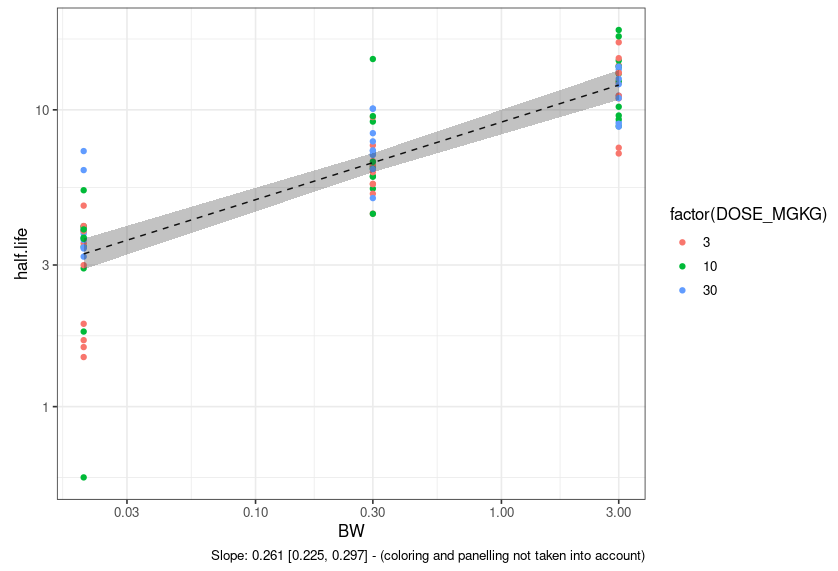 10
3
1
half.life
0.03
0.10
0.30
1.00
3.00
BW
factor(DOSE_MGKG)
3
10
30
Slope: 0.261 [0.225, 0.297] - (coloring and panelling not taken into account)